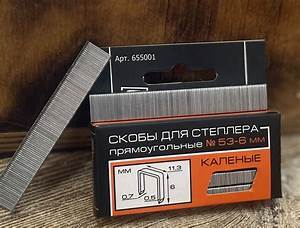 Арт. 655001
СКОБЫ ДЛЯ СТЕПЛЕРА
ПРЯМОУГОЛЬНЫЕ № 53-6 мм
КАЛЕНЫЕ
мм
11,3
6
0.7
0.5